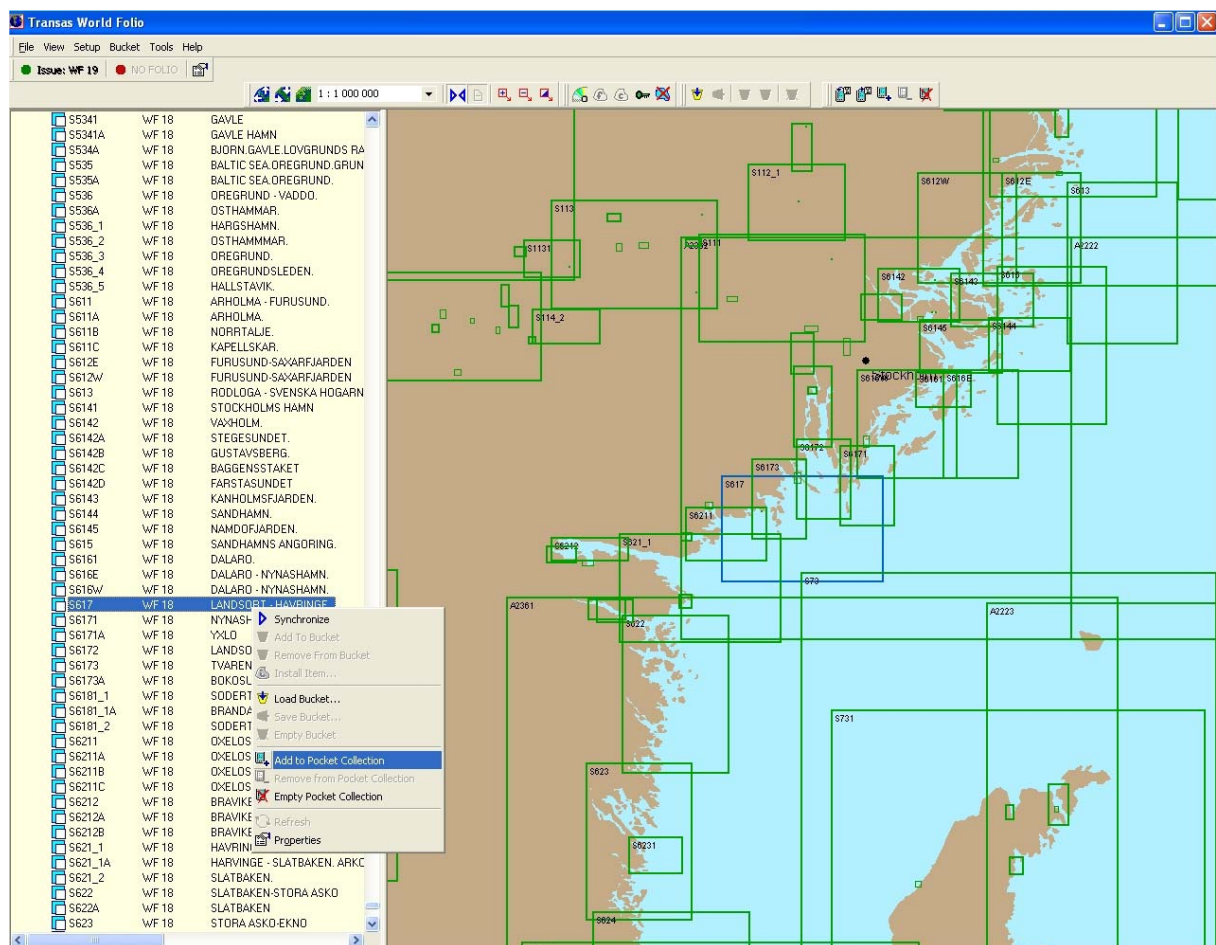 Transas World Folio
File View Setup Bucket Tools Help
Issue: WF 19 NO FOLIO
1 : 1 000 000
S5341 WF 18 GAVLE
S5341A WF 18 GAVLE HAMN
S534A WF 18 BJORN.GAVLE.LOVGRUNDS RA
S535 WF 18 BALTIC SEA.OREGRUND.GRUN
S535A WF 18 BALTIC SEA.OREGRUND.
S536 WF 18 OREGRUND - VADDO.
S536A WF 18 OSTHAMMAR.
S536_1 WF 18 HARGSHAMN.
S536_2 WF 18 OSTHAMMMAR.
S536_3 WF 18 OREGRUND.
S536_4 WF 18 OREGRUNDSLEDEN.
S536_5 WF 18 HALLSTAVIK.
S611 WF 18 ARHOLMA - FURUSUND.
S611A WF 18 ARHOLMA.
S611B WF 18 NORRTALJE.
S611C WF 18 KAPELLSKAR.
S612E WF 18 FURUSUND-SAXARFJARDEN
S612W WF 18 FURUSUND-SAXARFJARDEN
S613 WF 18 RODLOGA - SVENSKA HOGARN
S6141 WF 18 STOCKHOLMS HAMN
S6142 WF 18 VAXHOLM.
S6142A WF 18 STEGESUNDET.
S6142B WF 18 GUSTAVSBERG.
S6142C WF 18 BAGGENSSTAKET
S6142D WF 18 FARSTASUNDET
S6143 WF 18 KANHOLMSFJARDEN.
S6144 WF 18 SANDHAMN.
S6145 WF 18 NAMDOFJARDEN.
S615 WF 18 SANDHAMNS ANGORING.
S6161 WF 18 DALARO.
S616E WF 18 DALARO - NYNASHAMN.
S616W WF 18 DALARO - NYNASHAMN.
S617 WF 18 LANDSORT - HAVRINGE.
S6171 WF 18 NYNASH
S6171A WF 18 YXLO
S6172 WF 18 LANDSO
S6173 WF 18 TVAREN
S6173A WF 18 BOKOSL
S6181_1 WF 18 SODERT
S6181_1A WF 18 BRANDA
S6181_2 WF 18 SODERT
S6211 WF 18 OXELOS
S6211A WF 18 OXELOS
S6211B WF 18 OXELOS
S6211C WF 18 OXELOS
S6212 WF 18 BRAVIKE
S6212A WF 18 BRAVIKE
S6212B WF 18 BRAVIKE
S621_1 WF 18 HAVRING
S621_1A WF 18 HARVINGE - SLATBAKEN. ARKO
S621_2 WF 18 SLATBAKEN.
S622 WF 18 SLATBAKEN-STORA ASKO
S622A WF 18 SLATBAKEN
S623 WF 18 STORA ASKO-EKNO
Synchronize
Add To Bucket
Remove From Bucket
Install Item...
Load Bucket...
Save Bucket...
Empty Bucket
Add to Pocket Collection
Remove from Pocket Collection
Empty Pocket Collection
Refresh
Properties
S112_1
S612W
S612E
S613
S113
S1131
S111
A2222
S6142
S6143
S615
S114_2
S6145
S6144
S6161
S616E
S6172
S6171
S6173
S617
S6211
S6212
S621_1
S73
A2361
A2223
S622
S731
S623
S6231
S624